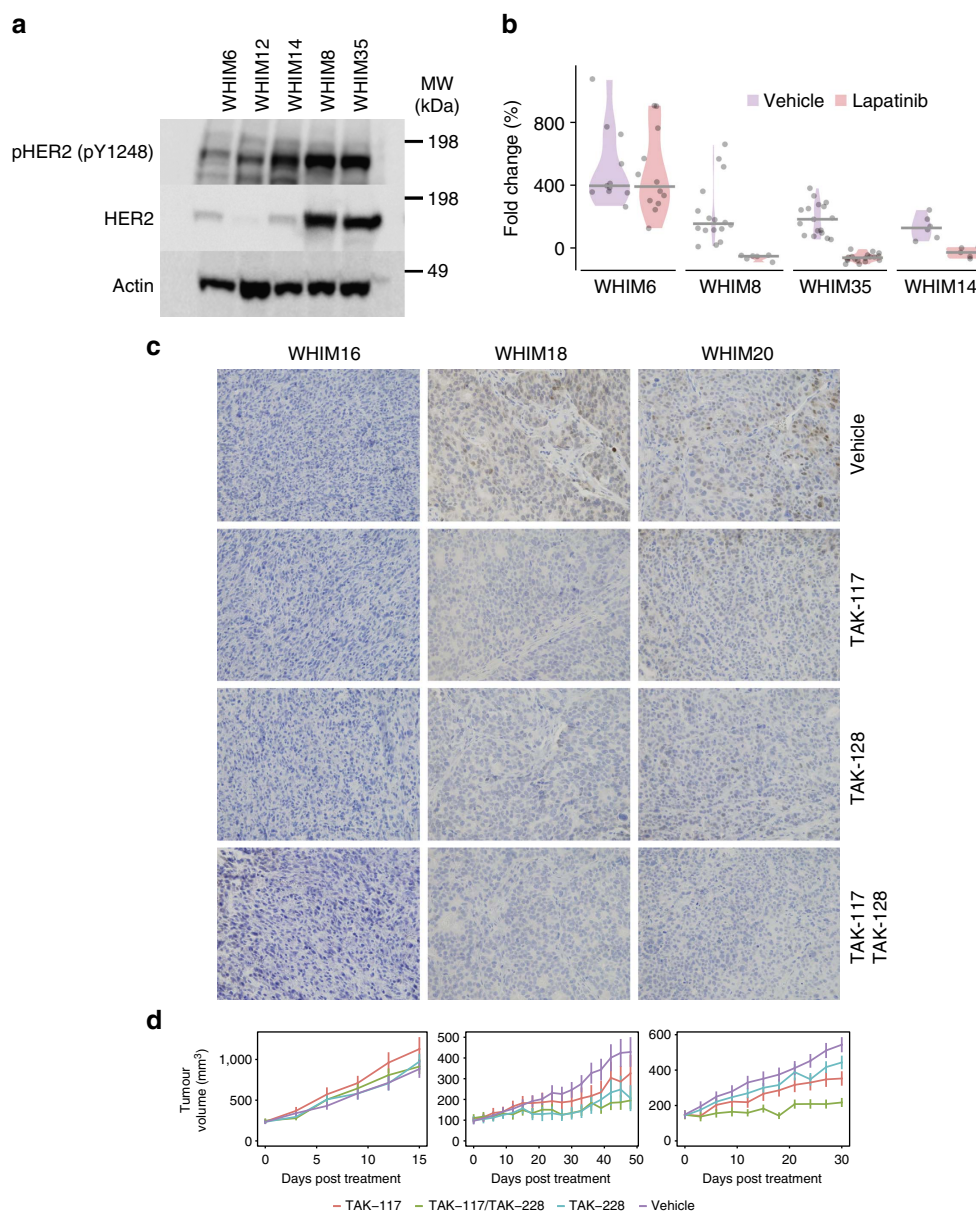 a
WHIM6
WHIM12
WHIM14
WHIM8
WHIM35
MW
(kDa)
pHER2 (pY1248)
198
198
HER2
49
Actin
b
Fold change (%)
Vehicle
Lapatinib
800
400
0
WHIM6
WHIM8
WHIM35
WHIM14
c
WHIM16
WHIM18
WHIM20
Vehicle
TAK-117
TAK-128
TAK-117
TAK-128
d
Tumour
volume (mm³)
1,000
500
0
0 5 10 15
Days post treatment
500
400
300
200
100
0
0 10 20 30 40 50
Days post treatment
600
400
200
0
0 10 20 30
Days post treatment
TAK−117
TAK−117/TAK−228
TAK−228
Vehicle